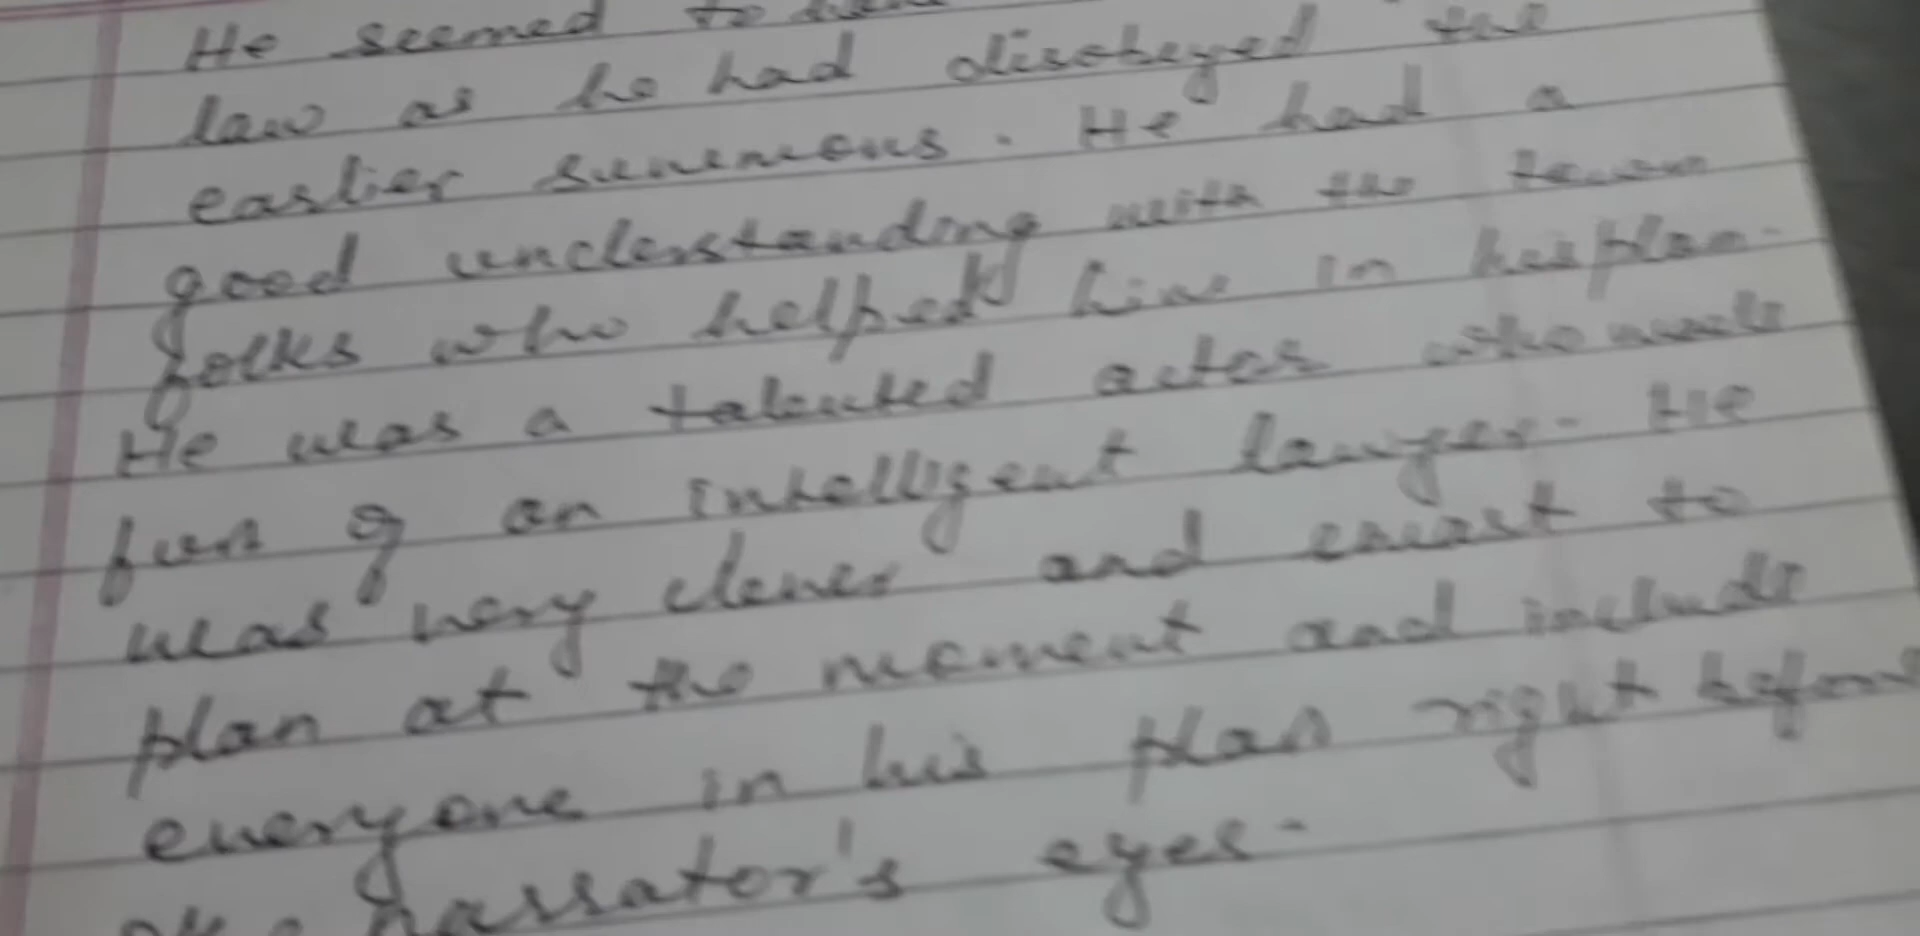 He seemed to
law as he had disobeyed the
earlier summons. He had a
good understanding with the town
folks who helped him in his plan.
He was a talented actor who made
fun of an intelligent lawyer. He
was very clever and smart to
plan at the moment and include
everyone in his plan right before
narrator's eyes.